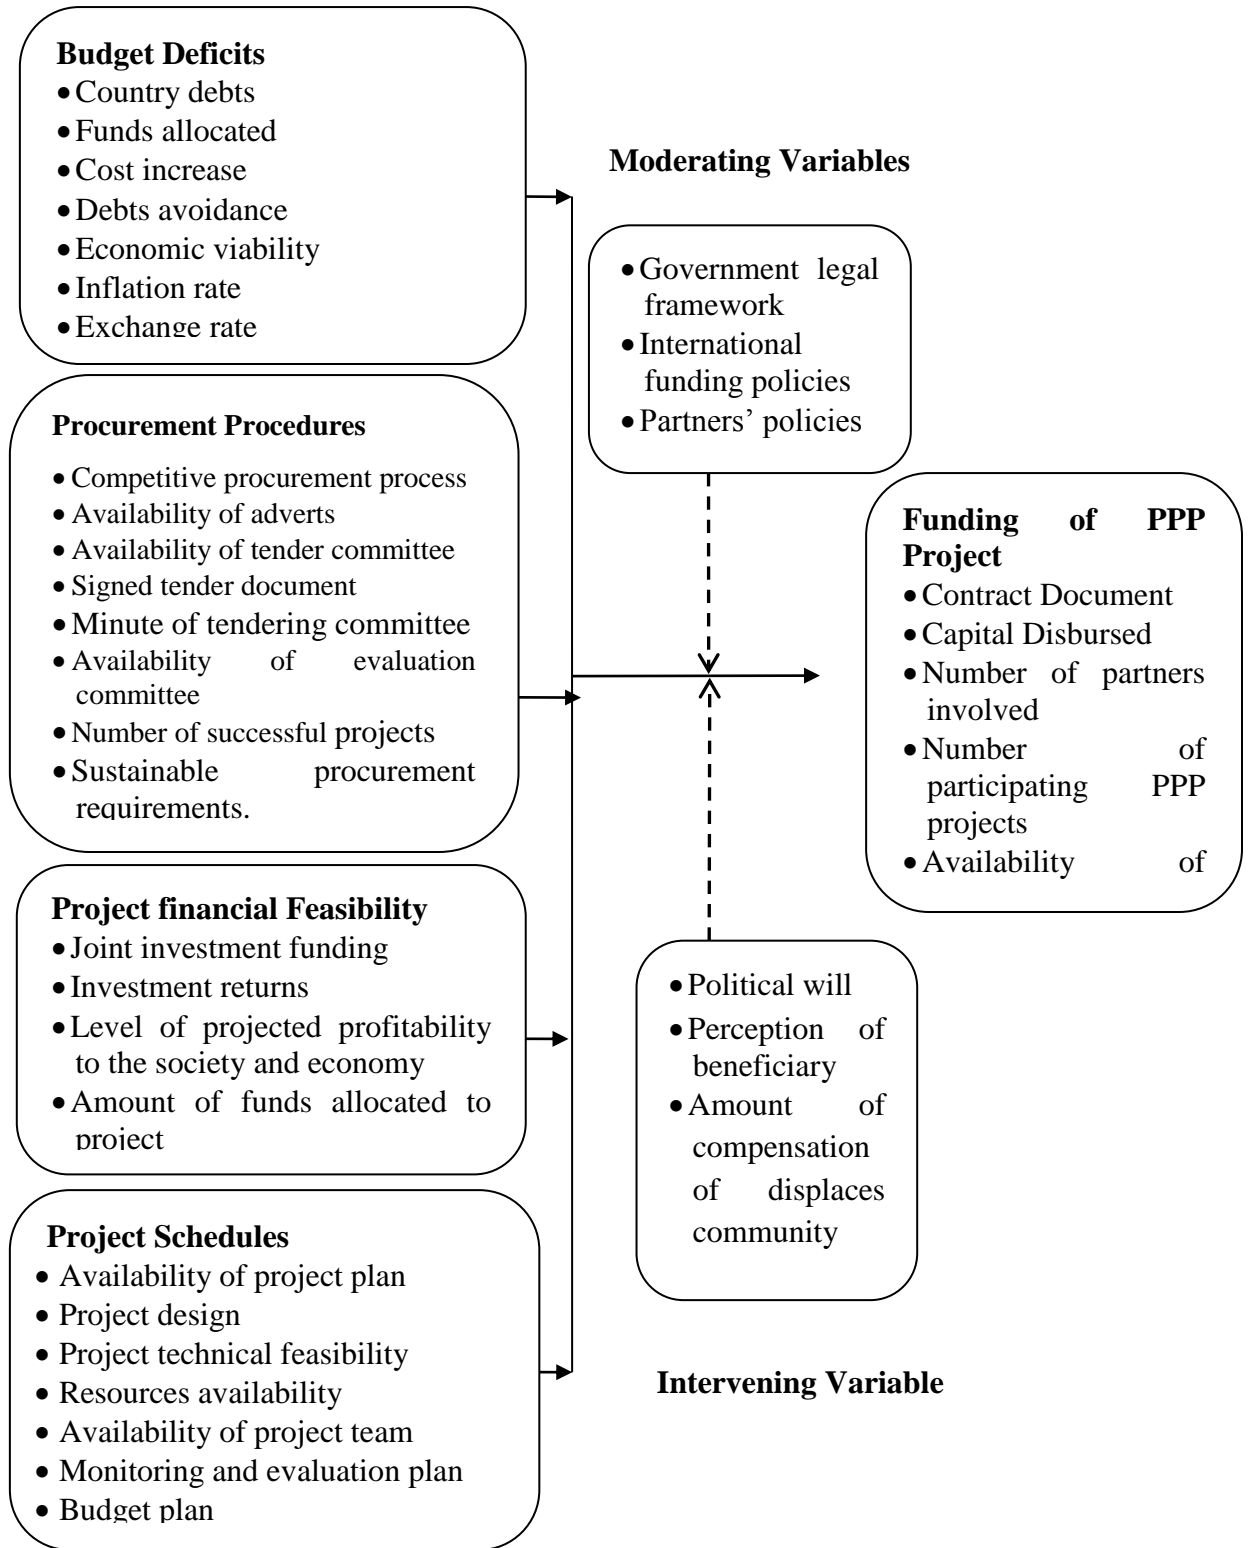 Budget Deficits
• Country debts
• Funds allocated
• Cost increase
• Debts avoidance
• Economic viability
• Inflation rate
• Exchange rate
Procurement Procedures
• Competitive procurement process
• Availability of adverts
• Availability of tender committee
• Signed tender document
• Minute of tendering committee
• Availability of evaluation
committee
• Number of successful projects
• Sustainable procurement
requirements.
Project financial Feasibility
• Joint investment funding
• Investment returns
• Level of projected profitability
to the society and economy
• Amount of funds allocated to
project
Project Schedules
• Availability of project plan
• Project design
• Project technical feasibility
• Resources availability
• Availability of project team
• Monitoring and evaluation plan
• Budget plan
Moderating Variables
• Government legal
framework
• International
funding policies
• Partners’ policies
• Political will
• Perception of
beneficiary
• Amount of
compensation
of displaces
community
Intervening Variable
Funding of PPP
Project
• Contract Document
• Capital Disbursed
• Number of partners
involved
• Number of
participating PPP
projects
• Availability of